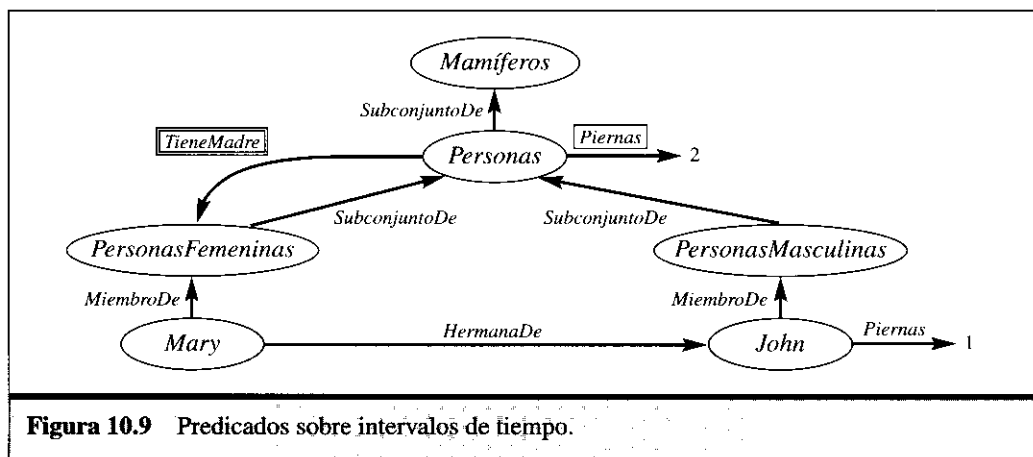 Mamíferos
SubconjuntoDe
TieneMadre
Piernas
Personas
2
SubconjuntoDe
SubconjuntoDe
PersonasFemeninas
PersonasMasculinas
MiembroDe
MiembroDe
Mary
HermanaDe
John
Piernas
1
Figura 10.9 Predicados sobre intervalos de tiempo.